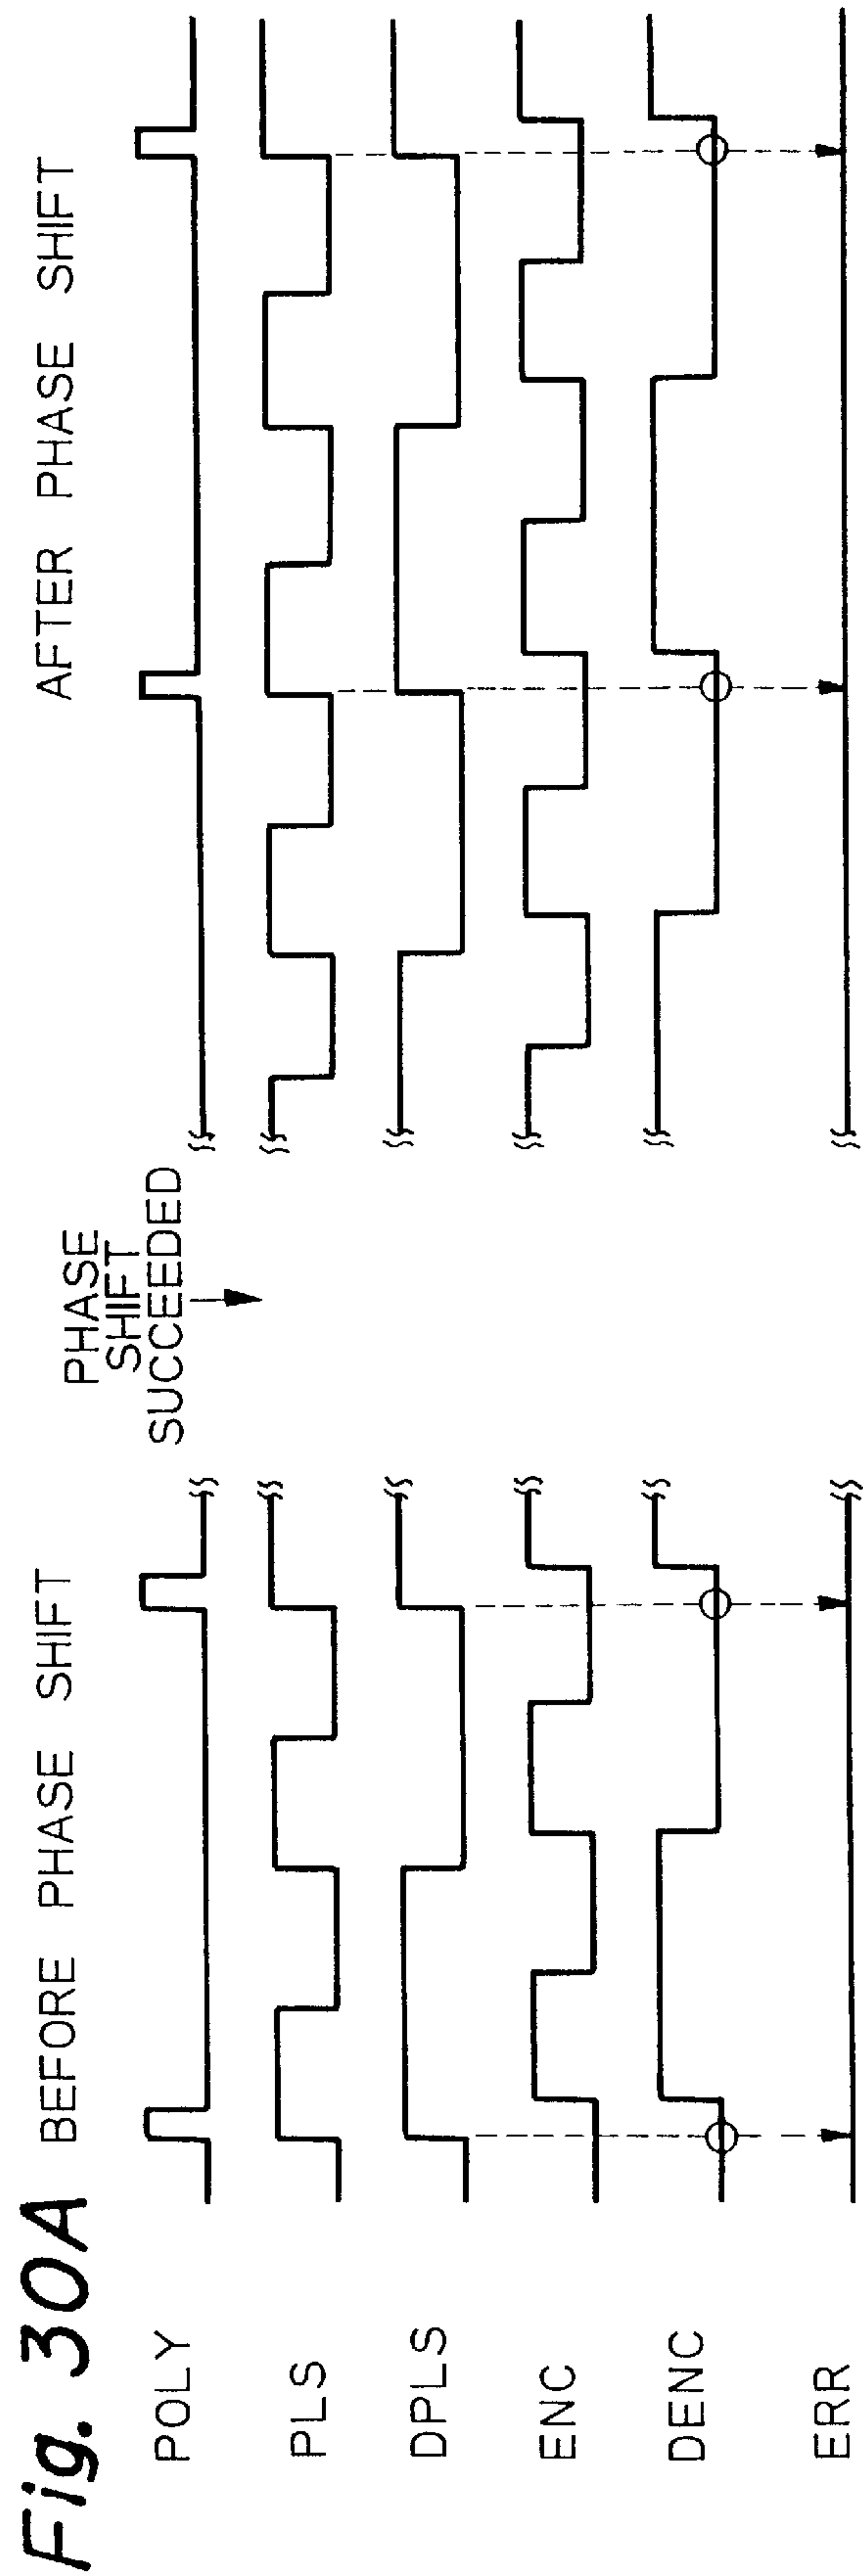 Fig. 30A
BEFORE PHASE SHIFT
PHASE
SHIFT
SUCCEEDED
AFTER PHASE SHIFT
POLY
PLS
DPLS
ENC
DENC
ERR